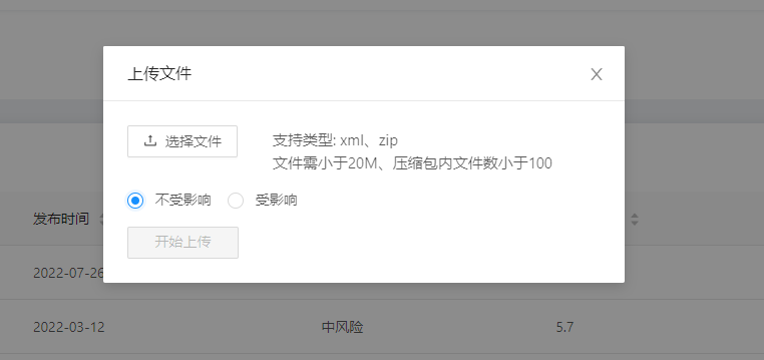 上传文件
选择文件
支持类型: xml、zip
文件需小于20M、压缩包内文件数小于100
不受影响 受影响
开始上传
发布时间
2022-07-26
2022-03-12 中风险 5.7